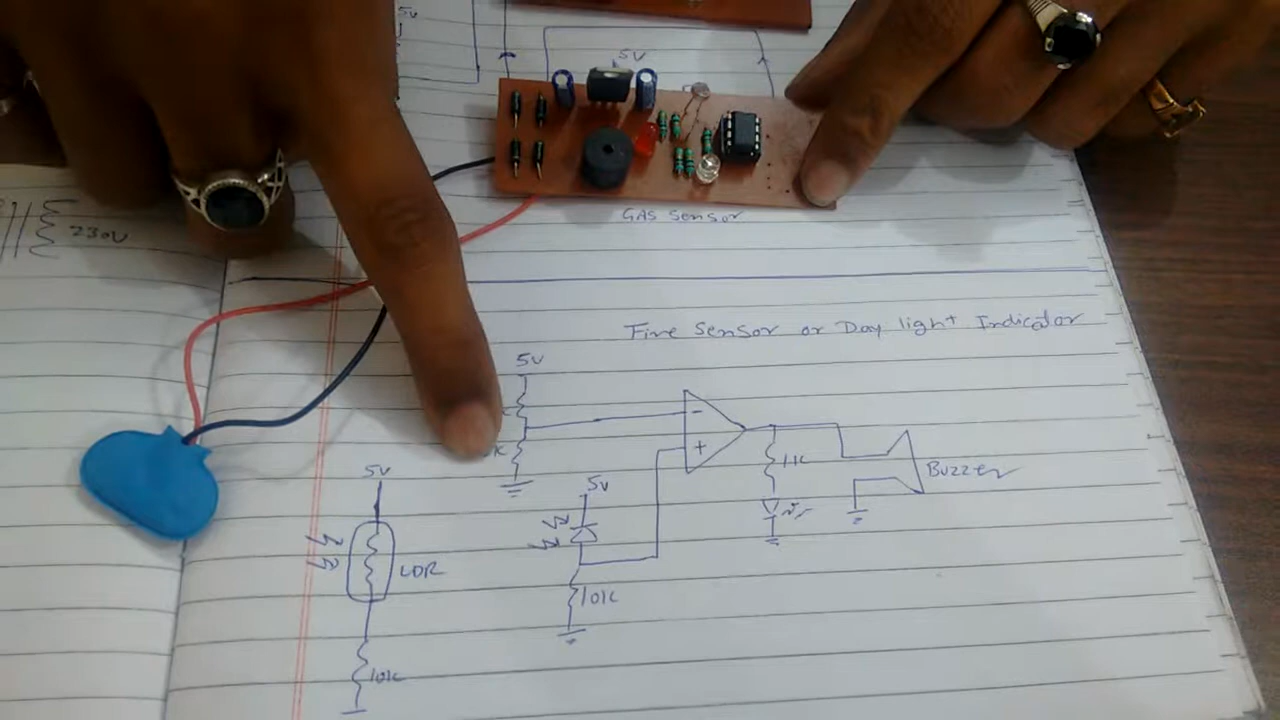 5V
5V
230V
GAS Sensor
Fire Sensor or Day light Indicator
5V
K
-
+
1K
Buzzer
5V
5V
LDR
10K
10K